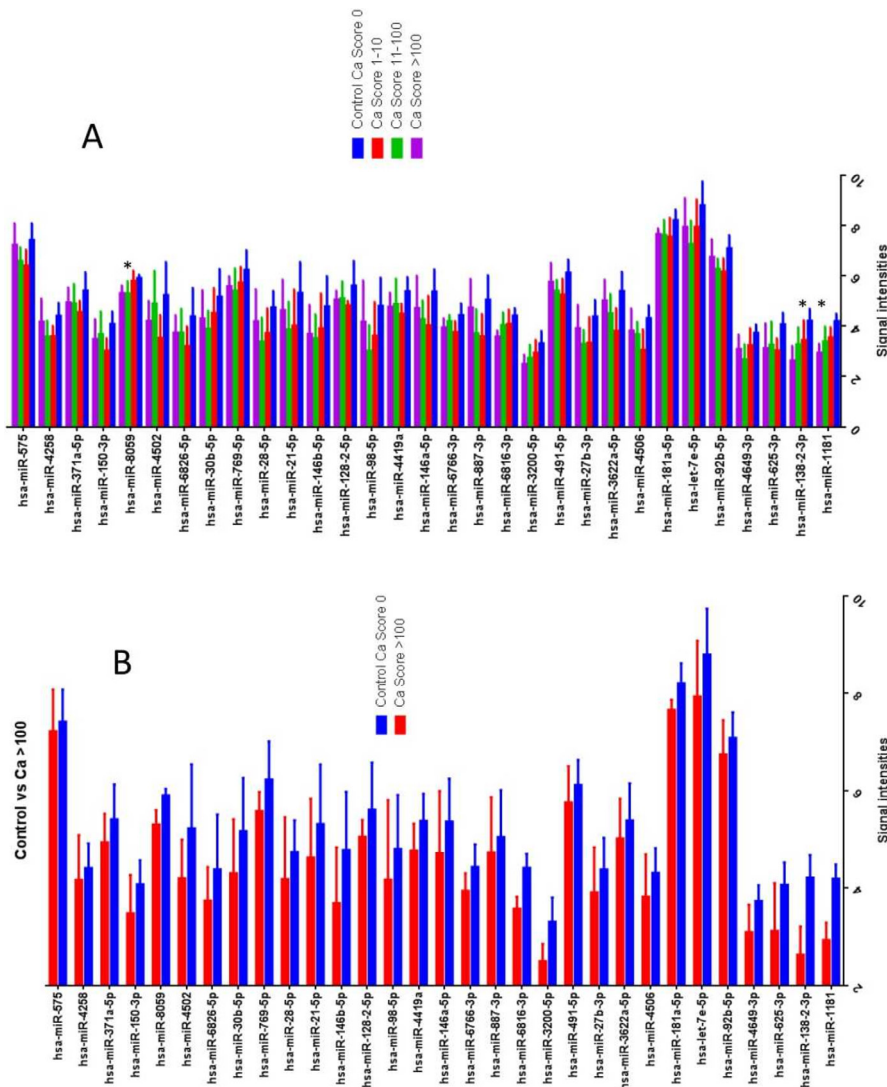 A
Control Ca Score 0
Ca Score 1-10
Ca Score 11-100
Ca Score >100
*
*
*
10
8
6
4
2
0
Signal intensities
hsa-miR-575
hsa-miR-4258
hsa-miR-371a-5p
hsa-miR-150-3p
hsa-miR-8059
hsa-miR-4502
hsa-miR-6826-5p
hsa-miR-30b-5p
hsa-miR-769-5p
hsa-miR-28-5p
hsa-miR-21-5p
hsa-miR-146b-5p
hsa-miR-128-2-5p
hsa-miR-98-5p
hsa-miR-4419a
hsa-miR-146a-5p
hsa-miR-6766-3p
hsa-miR-887-3p
hsa-miR-6816-3p
hsa-miR-3200-5p
hsa-miR-491-5p
hsa-miR-27b-3p
hsa-miR-3622a-5p
hsa-miR-4506
hsa-miR-181a-5p
hsa-let-7e-5p
hsa-miR-92b-5p
hsa-miR-4649-3p
hsa-miR-625-3p
hsa-miR-138-2-3p
hsa-miR-1181
B
Control vs Ca >100
Control Ca Score 0
Ca Score >100
10
8
6
4
2
Signal intensities
hsa-miR-575
hsa-miR-4258
hsa-miR-371a-5p
hsa-miR-150-3p
hsa-miR-8059
hsa-miR-4502
hsa-miR-6826-5p
hsa-miR-30b-5p
hsa-miR-769-5p
hsa-miR-28-5p
hsa-miR-21-5p
hsa-miR-146b-5p
hsa-miR-128-2-5p
hsa-miR-98-5p
hsa-miR-4419a
hsa-miR-146a-5p
hsa-miR-6766-3p
hsa-miR-887-3p
hsa-miR-6816-3p
hsa-miR-3200-5p
hsa-miR-491-5p
hsa-miR-27b-3p
hsa-miR-3622a-5p
hsa-miR-4506
hsa-miR-181a-5p
hsa-let-7e-5p
hsa-miR-92b-5p
hsa-miR-4649-3p
hsa-miR-625-3p
hsa-miR-138-2-3p
hsa-miR-1181